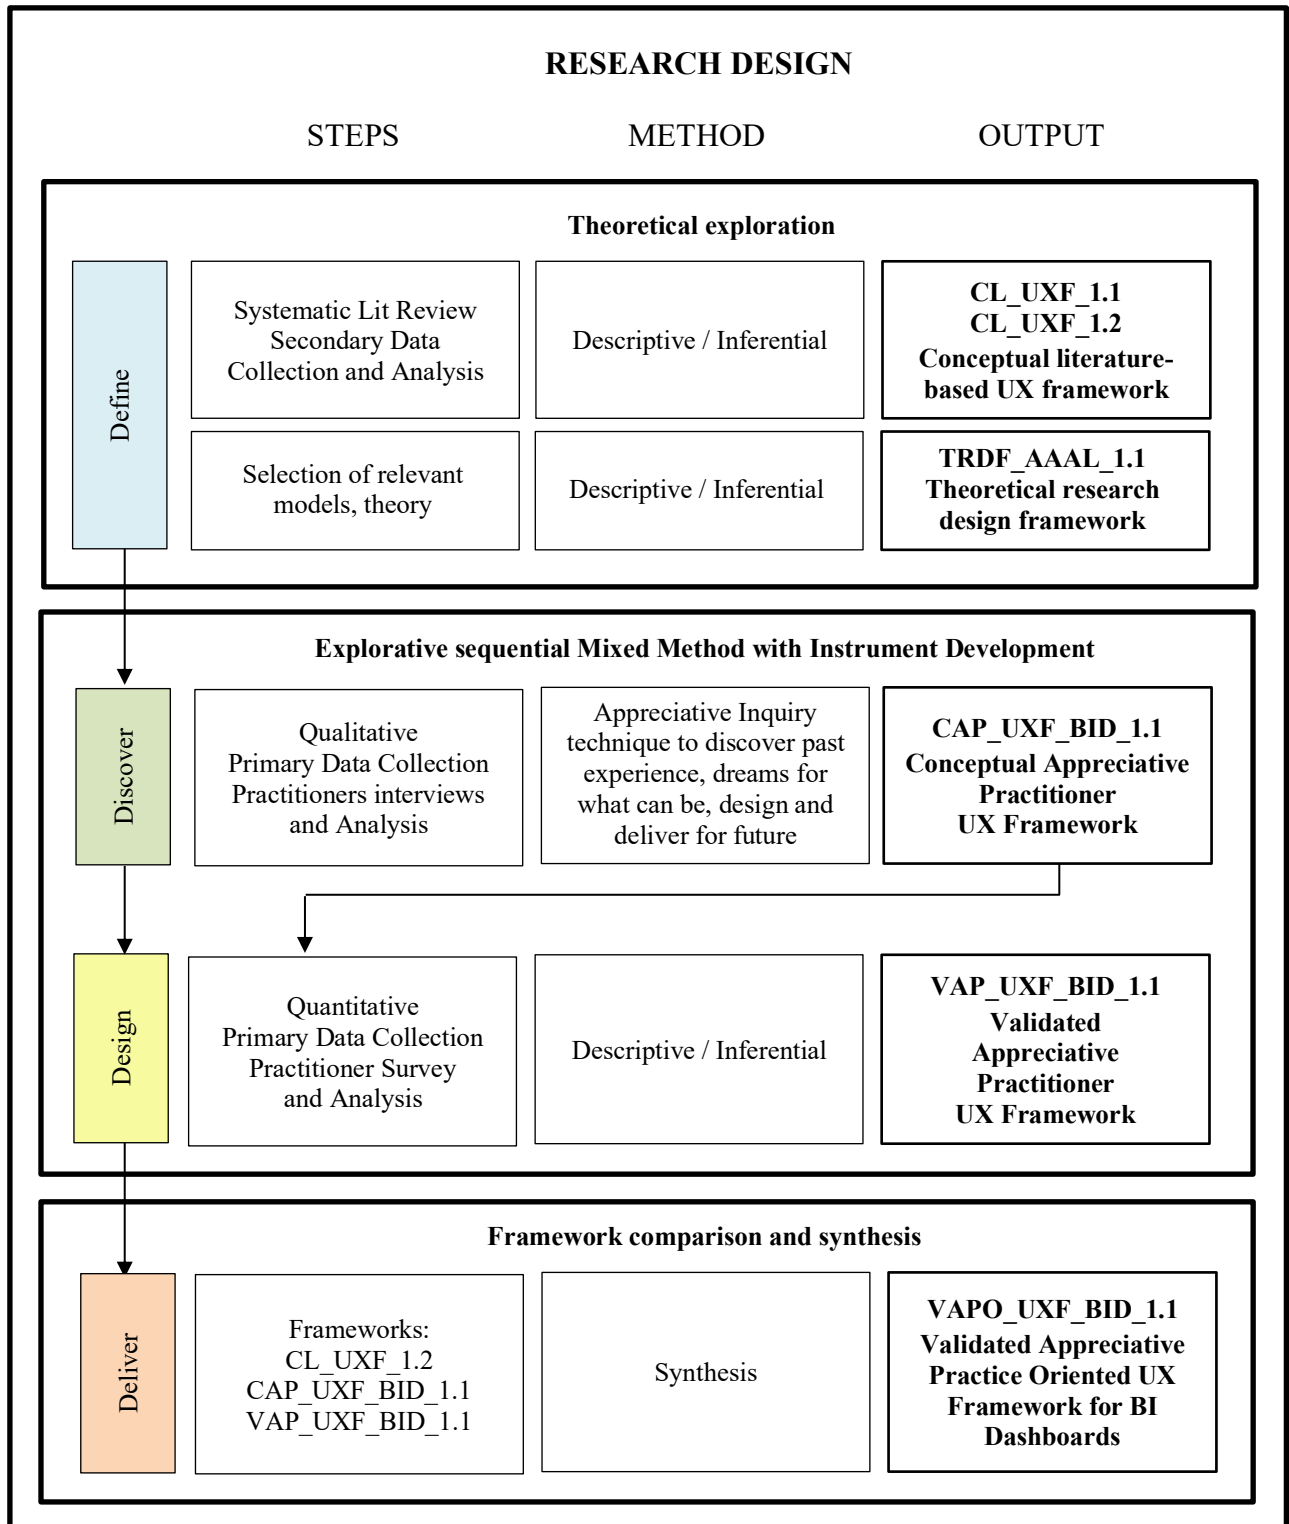 RESEARCH DESIGN
STEPS METHOD OUTPUT
Theoretical exploration
Define
Systematic Lit Review
Secondary Data
Collection and Analysis
Descriptive / Inferential
CL_UXF_1.1
CL_UXF_1.2
Conceptual literature-
based UX framework
Selection of relevant
models, theory
Descriptive / Inferential
TRDF_AAAL_1.1
Theoretical research
design framework
Explorative sequential Mixed Method with Instrument Development
Discover
Qualitative
Primary Data Collection
Practitioners interviews
and Analysis
Appreciative Inquiry
technique to discover past
experience, dreams for
what can be, design and
deliver for future
CAP_UXF_BID_1.1
Conceptual Appreciative
Practitioner
UX Framework
Design
Quantitative
Primary Data Collection
Practitioner Survey
and Analysis
Descriptive / Inferential
VAP_UXF_BID_1.1
Validated
Appreciative
Practitioner
UX Framework
Framework comparison and synthesis
Deliver
Frameworks:
CL_UXF_1.2
CAP_UXF_BID_1.1
VAP_UXF_BID_1.1
Synthesis
VAPO_UXF_BID_1.1
Validated Appreciative
Practice Oriented UX
Framework for BI
Dashboards